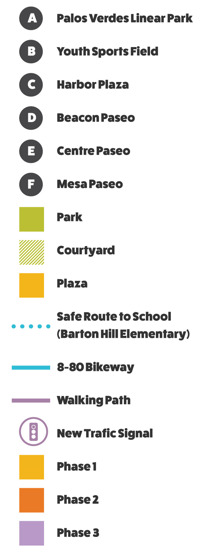 A Palos Verdes Linear Park
B Youth Sports Field
C Harbor Plaza
D Beacon Paseo
E Centre Paseo
F Mesa Paseo
Park
Courtyard
Plaza
Safe Route to School
(Barton Hill Elementary)
8-80 Bikeway
Walking Path
New Trafic Signal
Phase 1
Phase 2
Phase 3